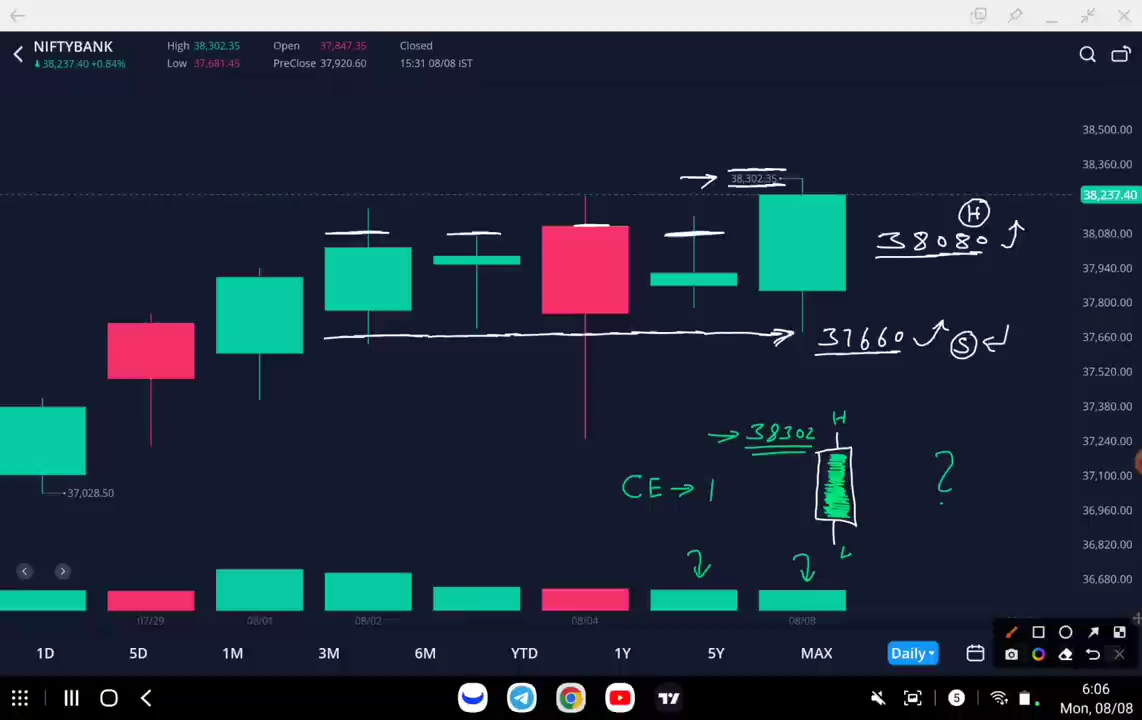 NIFTYBANK
38,237.40 +0.84%
High 38,302.35
Low 37,681.45
Open 37,847.35
PreClose 37,920.60
Closed
15:31 08/08 IST
38,500.00
38,360.00
38,302.35
38,237.40
H
38080
38,080.00
37,940.00
37,800.00
37660
S
37,660.00
37,520.00
37,380.00
38302
H
37,240.00
CE → 1
?
37,100.00
37,028.50
36,960.00
36,820.00
L
36,680.00
07/29
08/01
08/02
08/04
08/08
1D 5D 1M 3M 6M YTD 1Y 5Y MAX Daily
5
6:06
Mon, 08/08